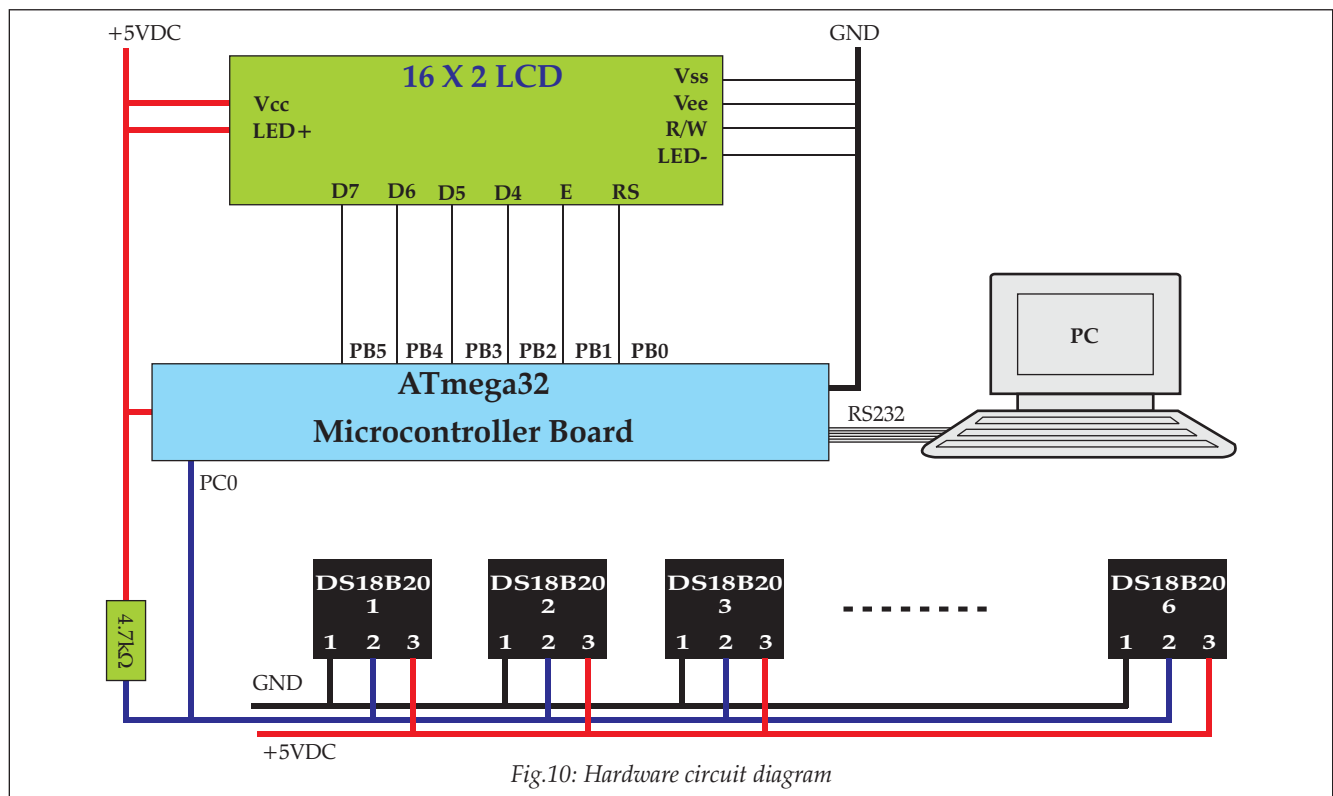 +5VDC
GND
16 X 2 LCD
Vcc
LED+
Vss
Vee
R/W
LED-
D7 D6 D5 D4 E RS
PB5 PB4 PB3 PB2 PB1 PB0
ATmega32
Microcontroller Board
RS232
PC
PC0
4.7kΩ
DS18B20
1
1 2 3
DS18B20
2
1 2 3
DS18B20
3
1 2 3
DS18B20
6
1 2 3
GND
+5VDC
Fig.10: Hardware circuit diagram